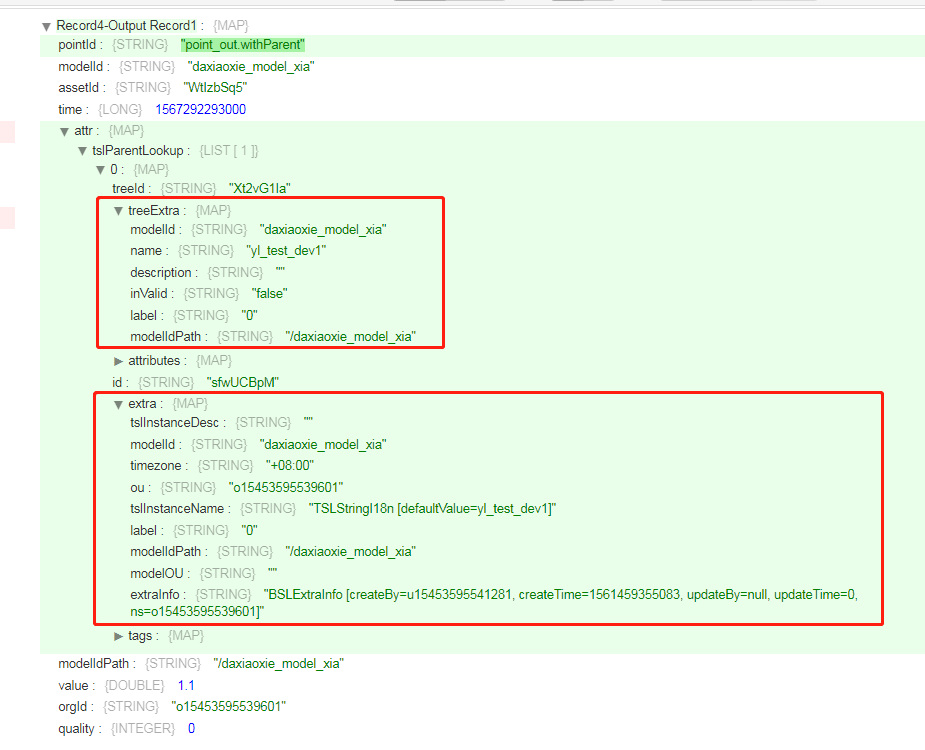 ▼ Record4-Output Record1 : {MAP}
pointId : {STRING} "point_out.withParent"
modelId : {STRING} "daxiaoxie_model_xia"
assetId : {STRING} "WtIzbSq5"
time : {LONG} 1567292293000
▼ attr : {MAP}
▼ tslParentLookup : {LIST [ 1 ]}
▼ 0 : {MAP}
treeId : {STRING} "Xt2vG1Ia"
▼ treeExtra : {MAP}
modelId : {STRING} "daxiaoxie_model_xia"
name : {STRING} "yl_test_dev1"
description : {STRING} ""
inValid : {STRING} "false"
label : {STRING} "0"
modelIdPath : {STRING} "/daxiaoxie_model_xia"
▶ attributes : {MAP}
id : {STRING} "sfwUCBpM"
▼ extra : {MAP}
tslInstanceDesc : {STRING} ""
modelId : {STRING} "daxiaoxie_model_xia"
timezone : {STRING} "+08:00"
ou : {STRING} "o15453595539601"
tslInstanceName : {STRING} "TSLStringI18n [defaultValue=yl_test_dev1]"
label : {STRING} "0"
modelIdPath : {STRING} "/daxiaoxie_model_xia"
modelOU : {STRING} ""
extraInfo : {STRING} "BSLExtraInfo [createBy=u15453595541281, createTime=1561459355083, updateBy=null, updateTime=0,
ns=o15453595539601]"
▶ tags : {MAP}
modelIdPath : {STRING} "/daxiaoxie_model_xia"
value : {DOUBLE} 1.1
orgId : {STRING} "o15453595539601"
quality : {INTEGER} 0